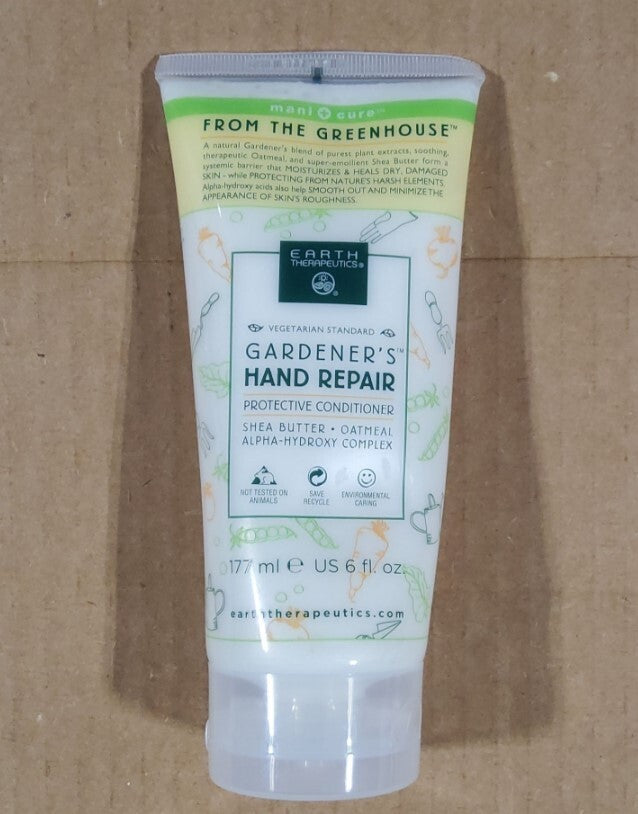 mani + cure™
FROM THE GREENHOUSE™
A natural Gardener's blend of purest plant extracts, soothing,
therapeutic Oatmeal, and super-emollient Shea Butter form a
systemic barrier that MOISTURIZES & HEALS DRY, DAMAGED
SKIN - while PROTECTING FROM NATURE'S HARSH ELEMENTS.
Alpha-hydroxy acids also help SMOOTH OUT AND MINIMIZE THE
APPEARANCE OF SKIN'S ROUGHNESS.
EARTH
THERAPEUTICS®
®
VEGETARIAN STANDARD
GARDENER'S™
HAND REPAIR
PROTECTIVE CONDITIONER
SHEA BUTTER • OATMEAL
ALPHA-HYDROXY COMPLEX
NOT TESTED ON
ANIMALS
SAVE
RECYCLE
ENVIRONMENTAL
CARING
177 ml ℮ US 6 fl. oz.
earththerapeutics.com